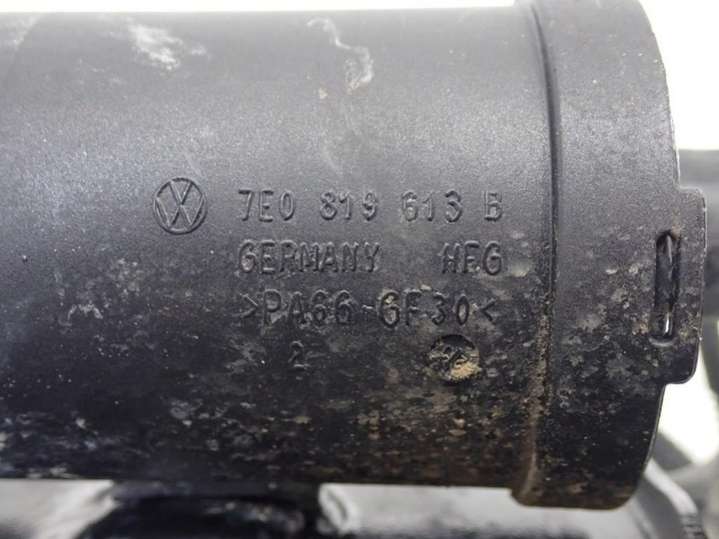 7E0 819 613 B
GERMANY HFG
>PA66-GF30<
2